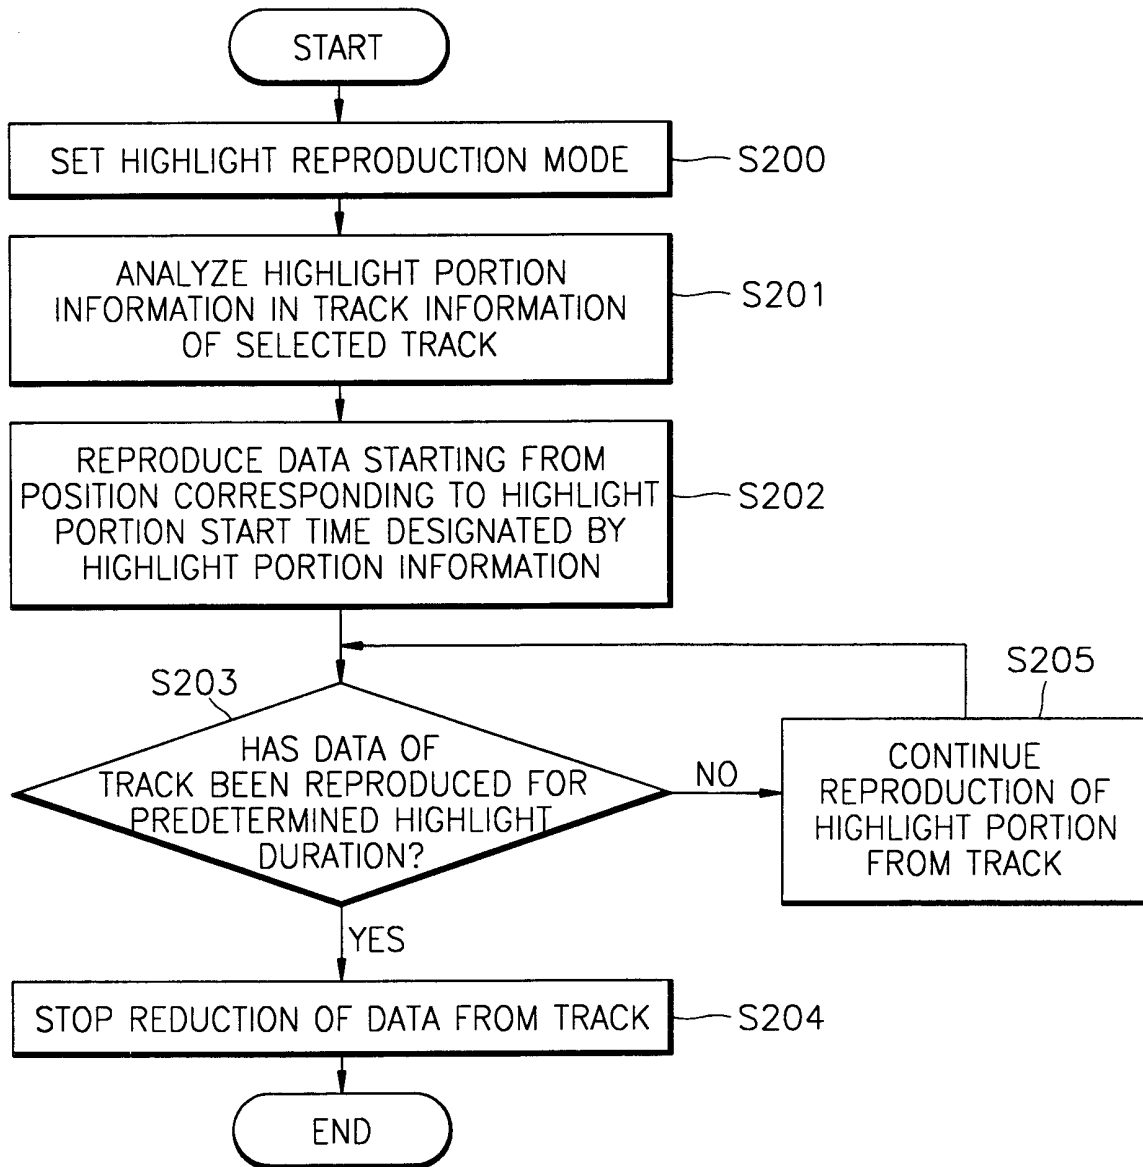 START
SET HIGHLIGHT REPRODUCTION MODE
S200
ANALYZE HIGHLIGHT PORTION
INFORMATION IN TRACK INFORMATION
OF SELECTED TRACK
S201
REPRODUCE DATA STARTING FROM
POSITION CORRESPONDING TO HIGHLIGHT
PORTION START TIME DESIGNATED BY
HIGHLIGHT PORTION INFORMATION
S202
S203
HAS DATA OF
TRACK BEEN REPRODUCED FOR
PREDETERMINED HIGHLIGHT
DURATION?
NO
S205
CONTINUE
REPRODUCTION OF
HIGHLIGHT PORTION
FROM TRACK
YES
STOP REDUCTION OF DATA FROM TRACK
S204
END